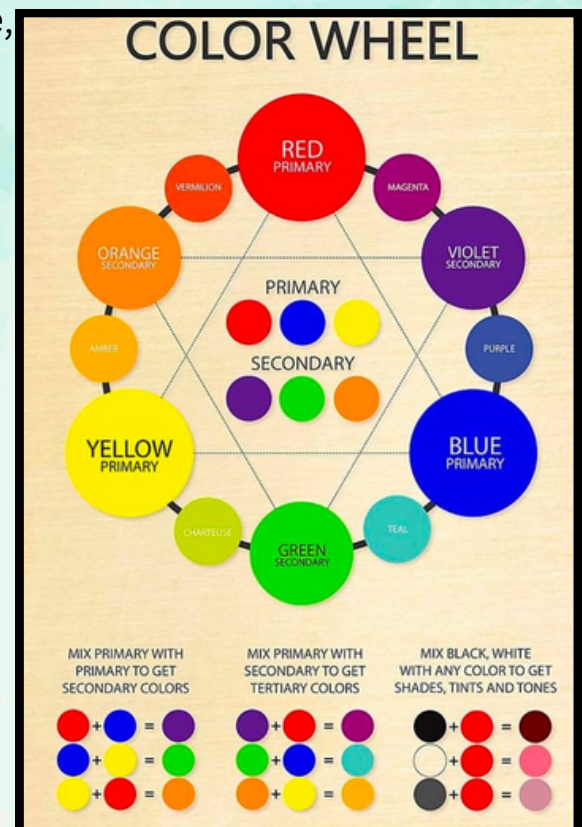 COLOR WHEEL
RED
PRIMARY
VERMILION
MAGENTA
ORANGE
SECONDARY
VIOLET
SECONDARY
PRIMARY
AMBER
PURPLE
SECONDARY
YELLOW
PRIMARY
BLUE
PRIMARY
CHARTEUSE
TEAL
GREEN
SECONDARY
MIX PRIMARY WITH
PRIMARY TO GET
SECONDARY COLORS
+ =
+ =
+ =
MIX PRIMARY WITH
SECONDARY TO GET
TERTIARY COLORS
+ =
+ =
+ =
MIX BLACK, WHITE
WITH ANY COLOR TO GET
SHADES, TINTS AND TONES
+ =
+ =
+ =